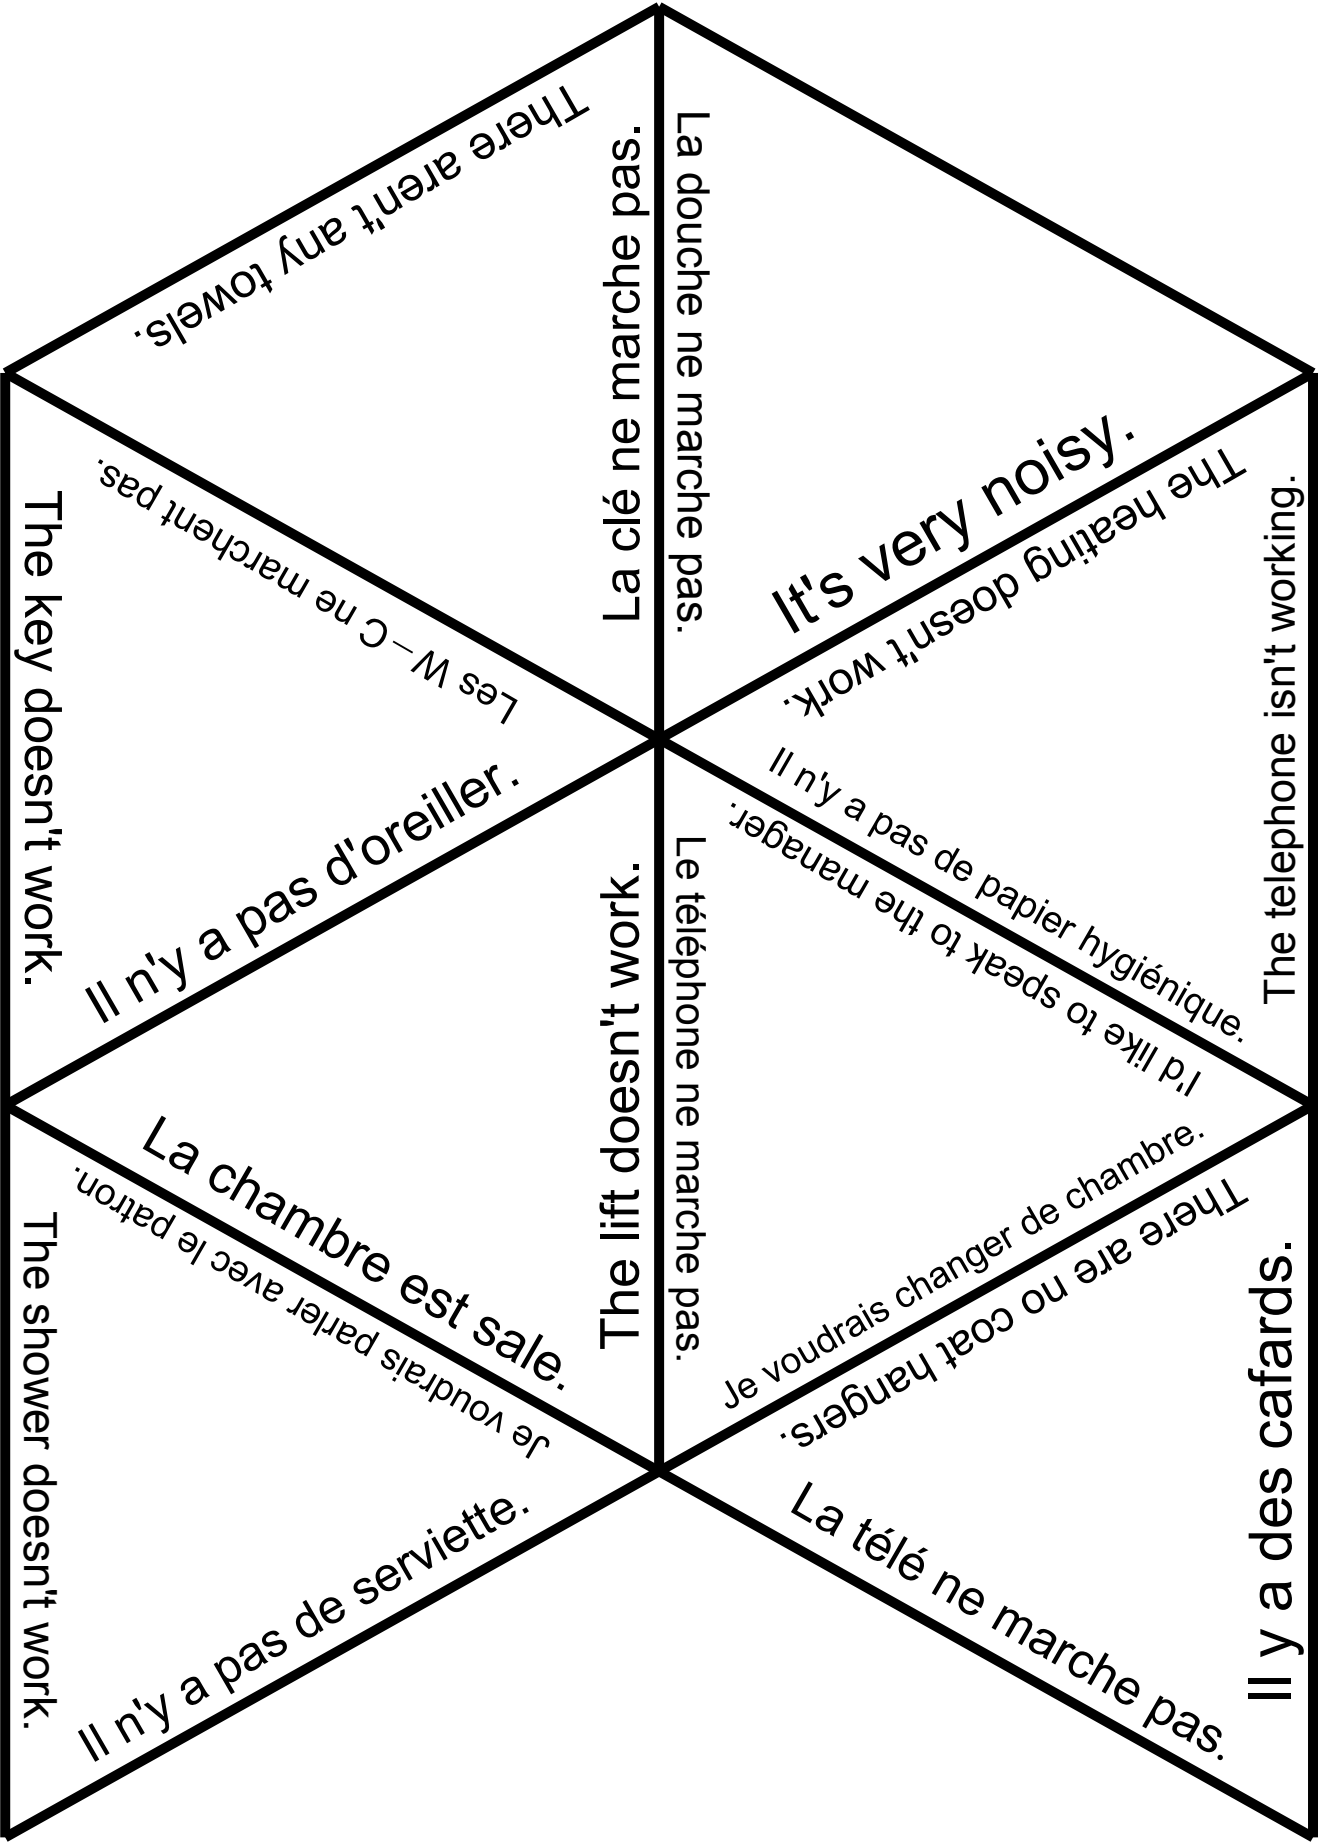 There aren't any towels.
La clé ne marche pas.
La douche ne marche pas.
It's very noisy.
The key doesn't work.
Les W–C ne marchent pas.
Il n'y a pas d'oreiller.
The heating doesn't work.
The telephone isn't working.
Il n'y a pas de papier hygiénique.
La chambre est sale.
The lift doesn't work.
Le téléphone ne marche pas.
I'd like to speak to the manager.
Je voudrais changer de chambre.
The shower doesn't work.
Je voudrais parler avec le patron.
Il n'y a pas de serviette.
There are no coat hangers.
Il y a des cafards.
La télé ne marche pas.